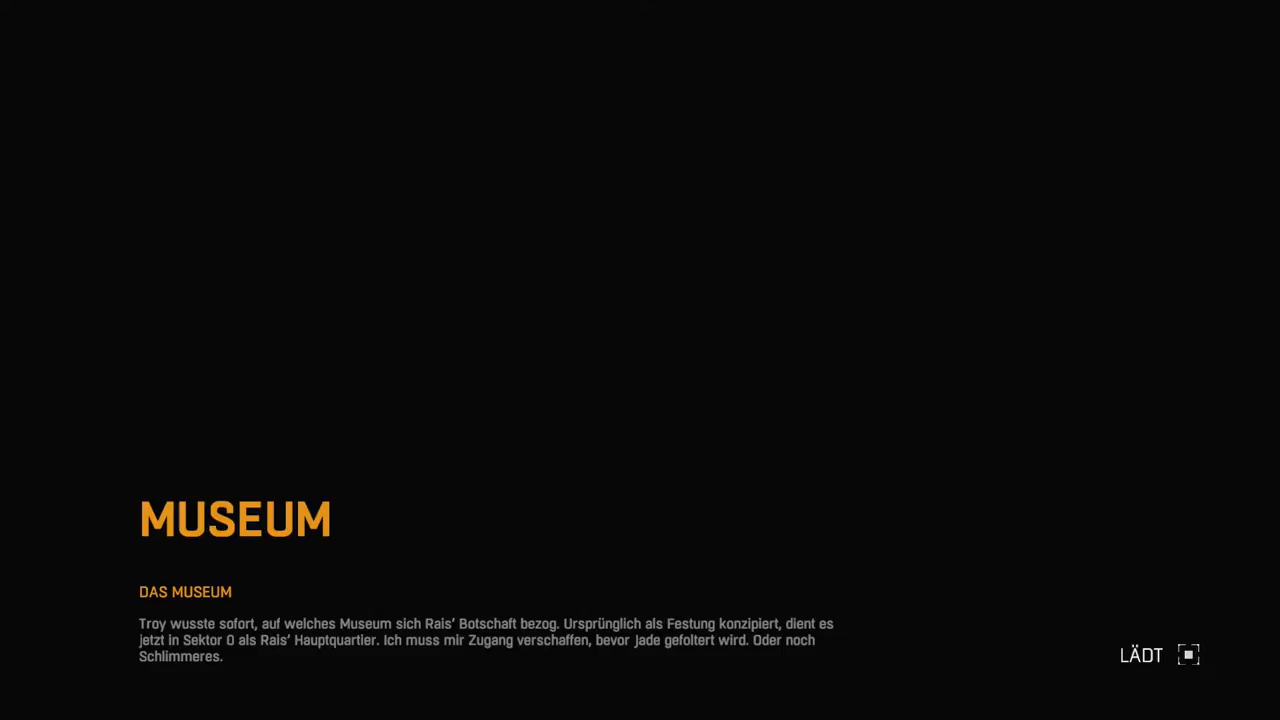 MUSEUM
DAS MUSEUM
Troy wusste sofort, auf welches Museum sich Rais’ Botschaft bezog. Ursprünglich als Festung konzipiert, dient es
jetzt in Sektor 0 als Rais’ Hauptquartier. Ich muss mir Zugang verschaffen, bevor Jade gefoltert wird. Oder noch
Schlimmeres.
LÄDT